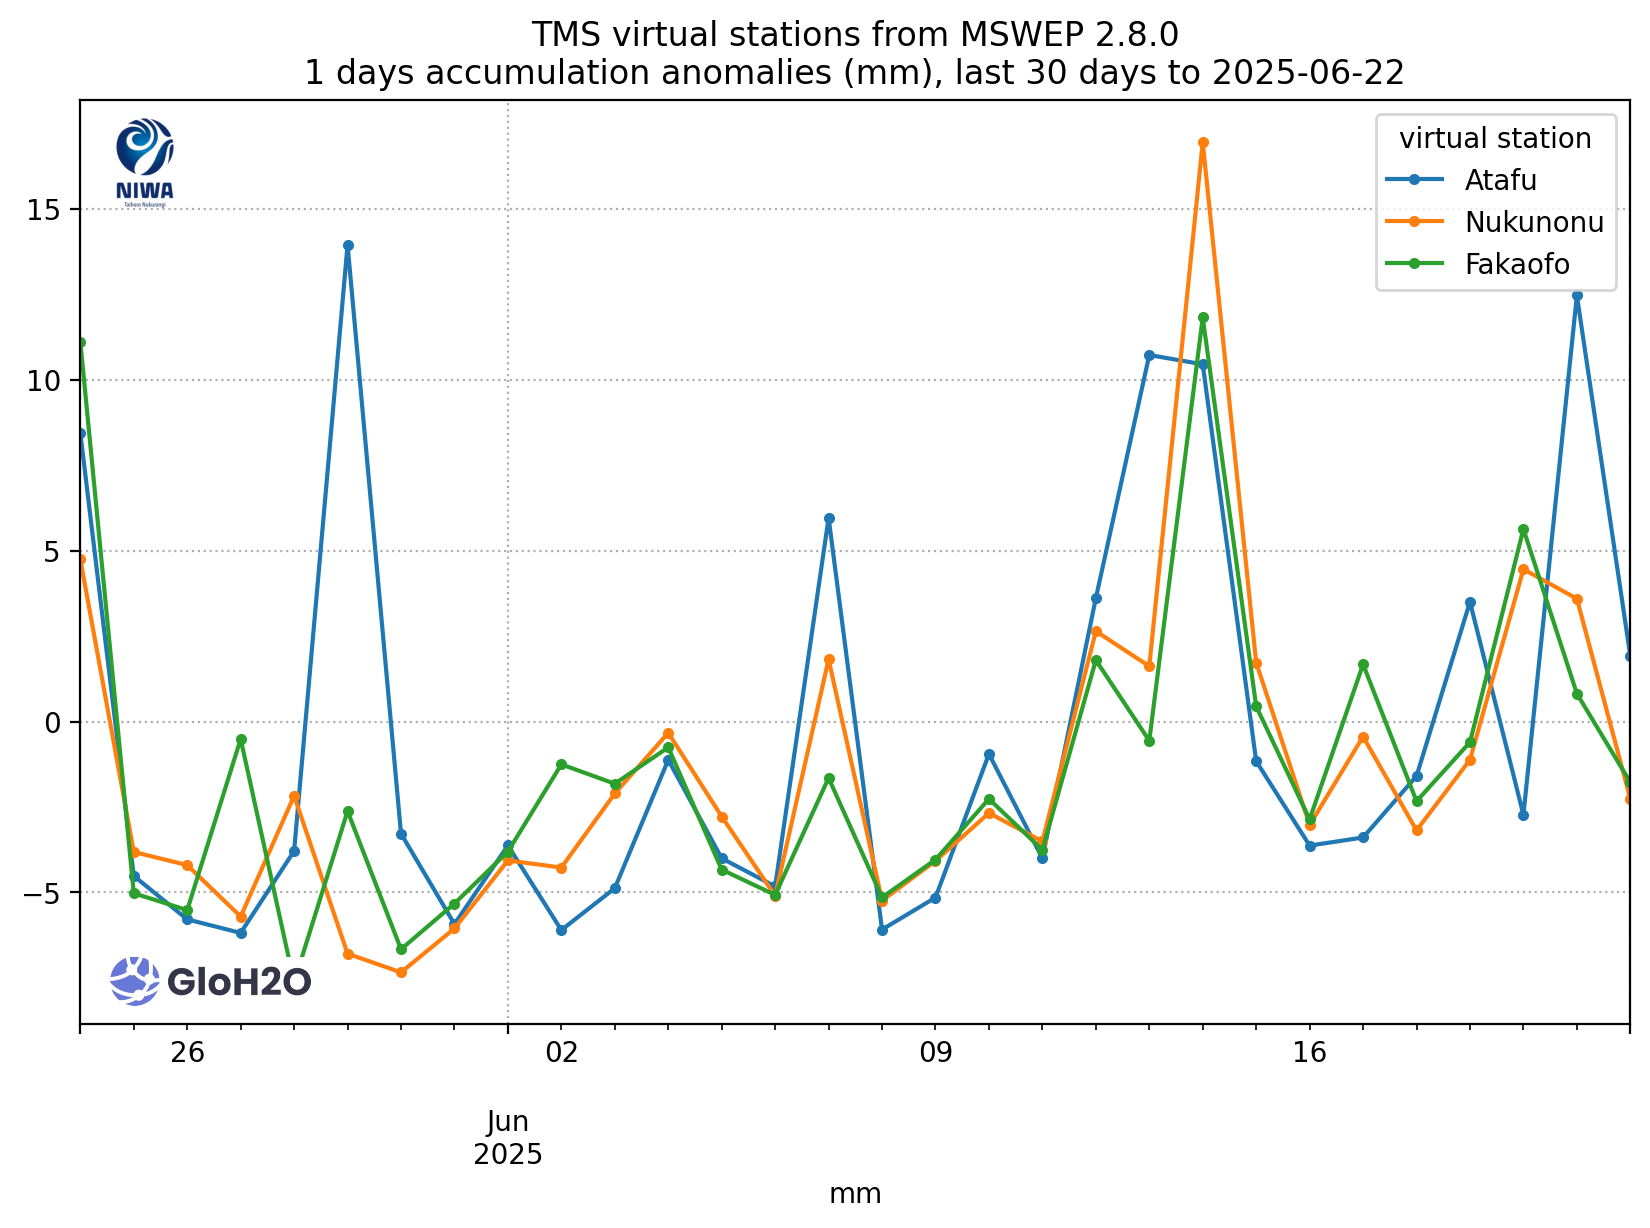 TMS virtual stations from MSWEP 2.8.0
1 days accumulation anomalies (mm), last 30 days to 2025-06-22
NIWA
Taihoro Nukurangi
virtual station
Atafu
Nukunonu
Fakaofo
15
10
5
0
−5
GloH2O
26
02
09
16
Jun
2025
mm